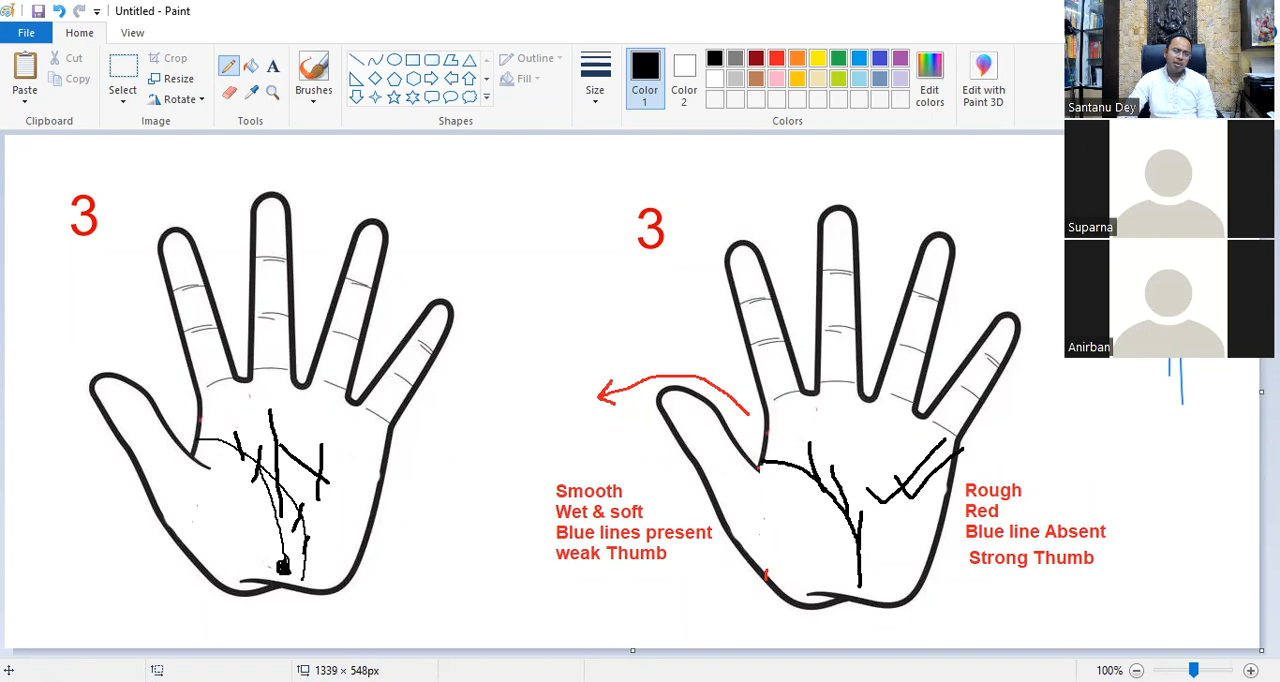 Untitled - Paint
File
Home
View
Paste
Cut
Copy
Clipboard
Select
Crop
Resize
Rotate
Image
A
Tools
Brushes
Outline
Fill
Shapes
Size
Color 1
Color 2
Edit colors
Edit with Paint 3D
Colors
Santanu Dey
Suparna
Anirban
3
3
Smooth
Wet & soft
Blue lines present
weak Thumb
Rough
Red
Blue line Absent
Strong Thumb
1339 × 548px
100%